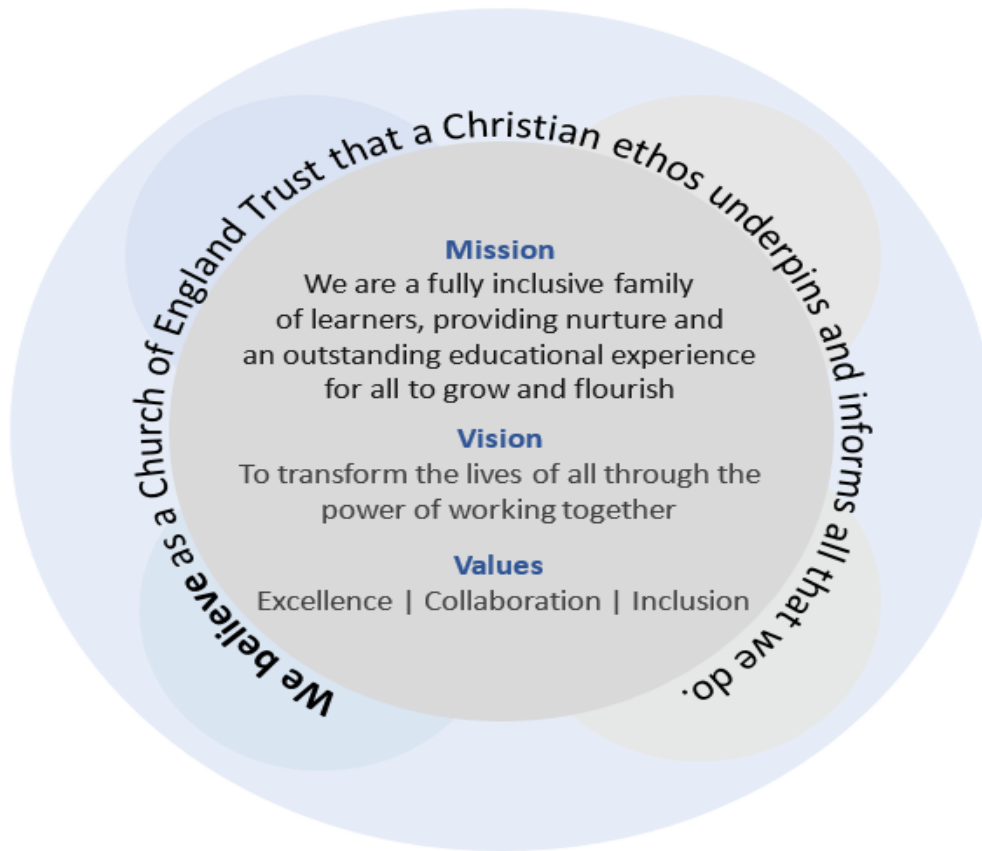 We believe as a Church of England Trust that a Christian ethos underpins and informs all that we do.
Mission
We are a fully inclusive family
of learners, providing nurture and
an outstanding educational experience
for all to grow and flourish
Vision
To transform the lives of all through the
power of working together
Values
Excellence | Collaboration | Inclusion